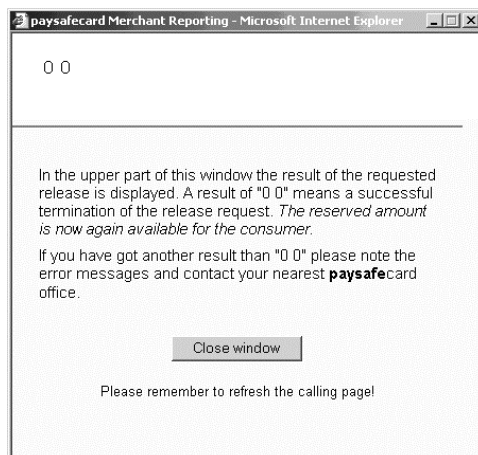 paysafecard Merchant Reporting - Microsoft Internet Explorer
0 0
In the upper part of this window the result of the requested
release is displayed. A result of "0 0" means a successful
termination of the release request. The reserved amount
is now again available for the consumer.
If you have got another result than "0 0" please note the
error messages and contact your nearest paysafecard
office.
Close window
Please remember to refresh the calling page!